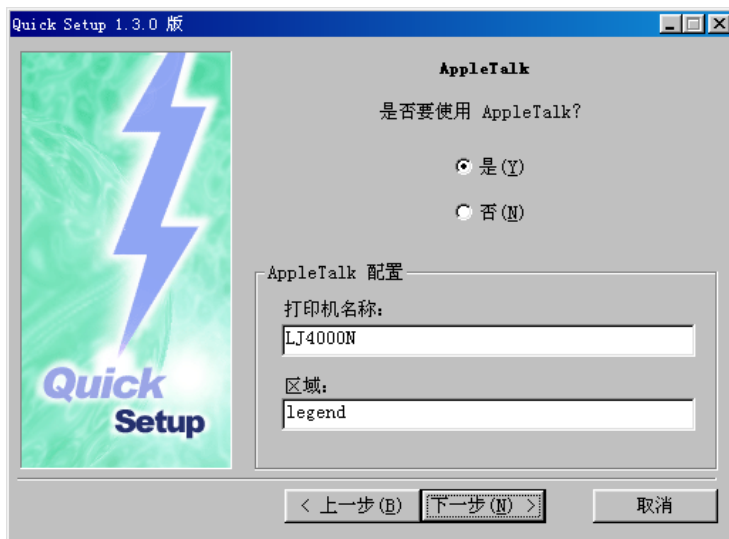 Quick Setup 1.3.0 版
AppleTalk
是否要使用 AppleTalk?
是(Y)
否(N)
AppleTalk 配置
打印机名称:
LJ4000N
区域:
legend
Quick
Setup
< 上一步(B)
下一步(N) >
取消